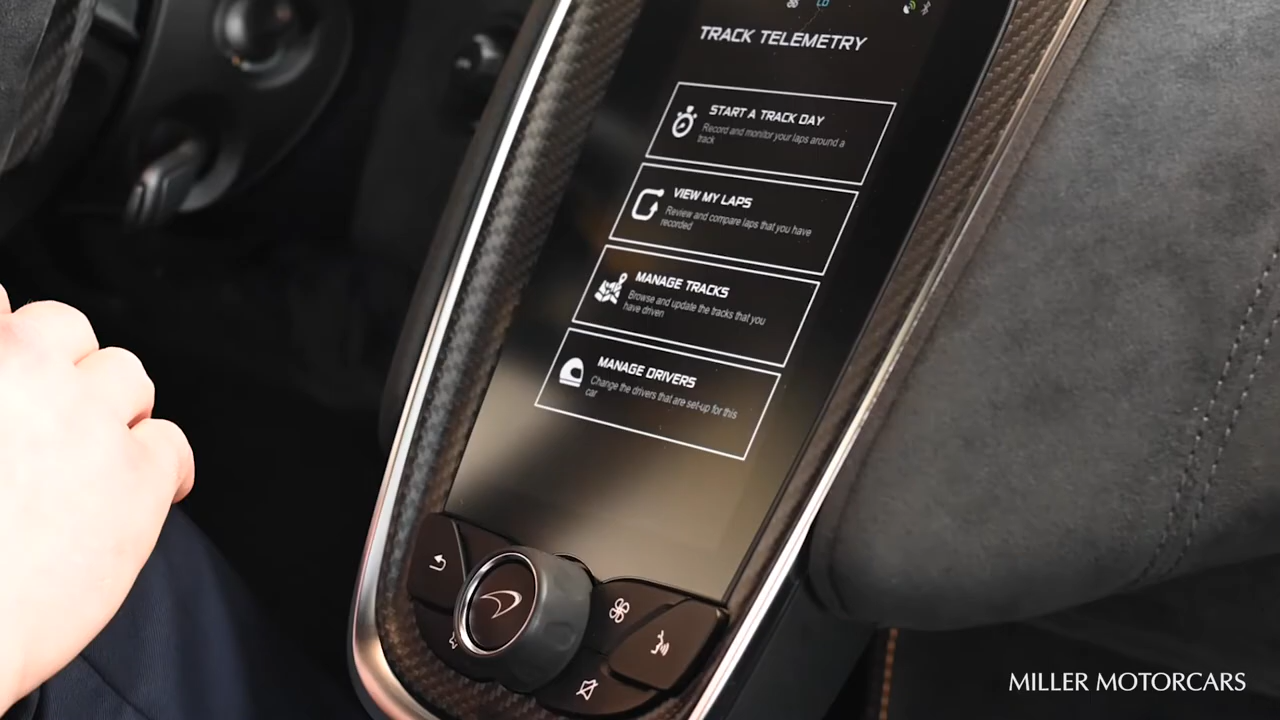 LO
TRACK TELEMETRY
START A TRACK DAY
Record and monitor your laps around a
track
VIEW MY LAPS
Review and compare laps that you have
recorded
MANAGE TRACKS
Browse and update the tracks that you
have driven
MANAGE DRIVERS
Change the drivers that are set-up for this
car
MILLER MOTORCARS